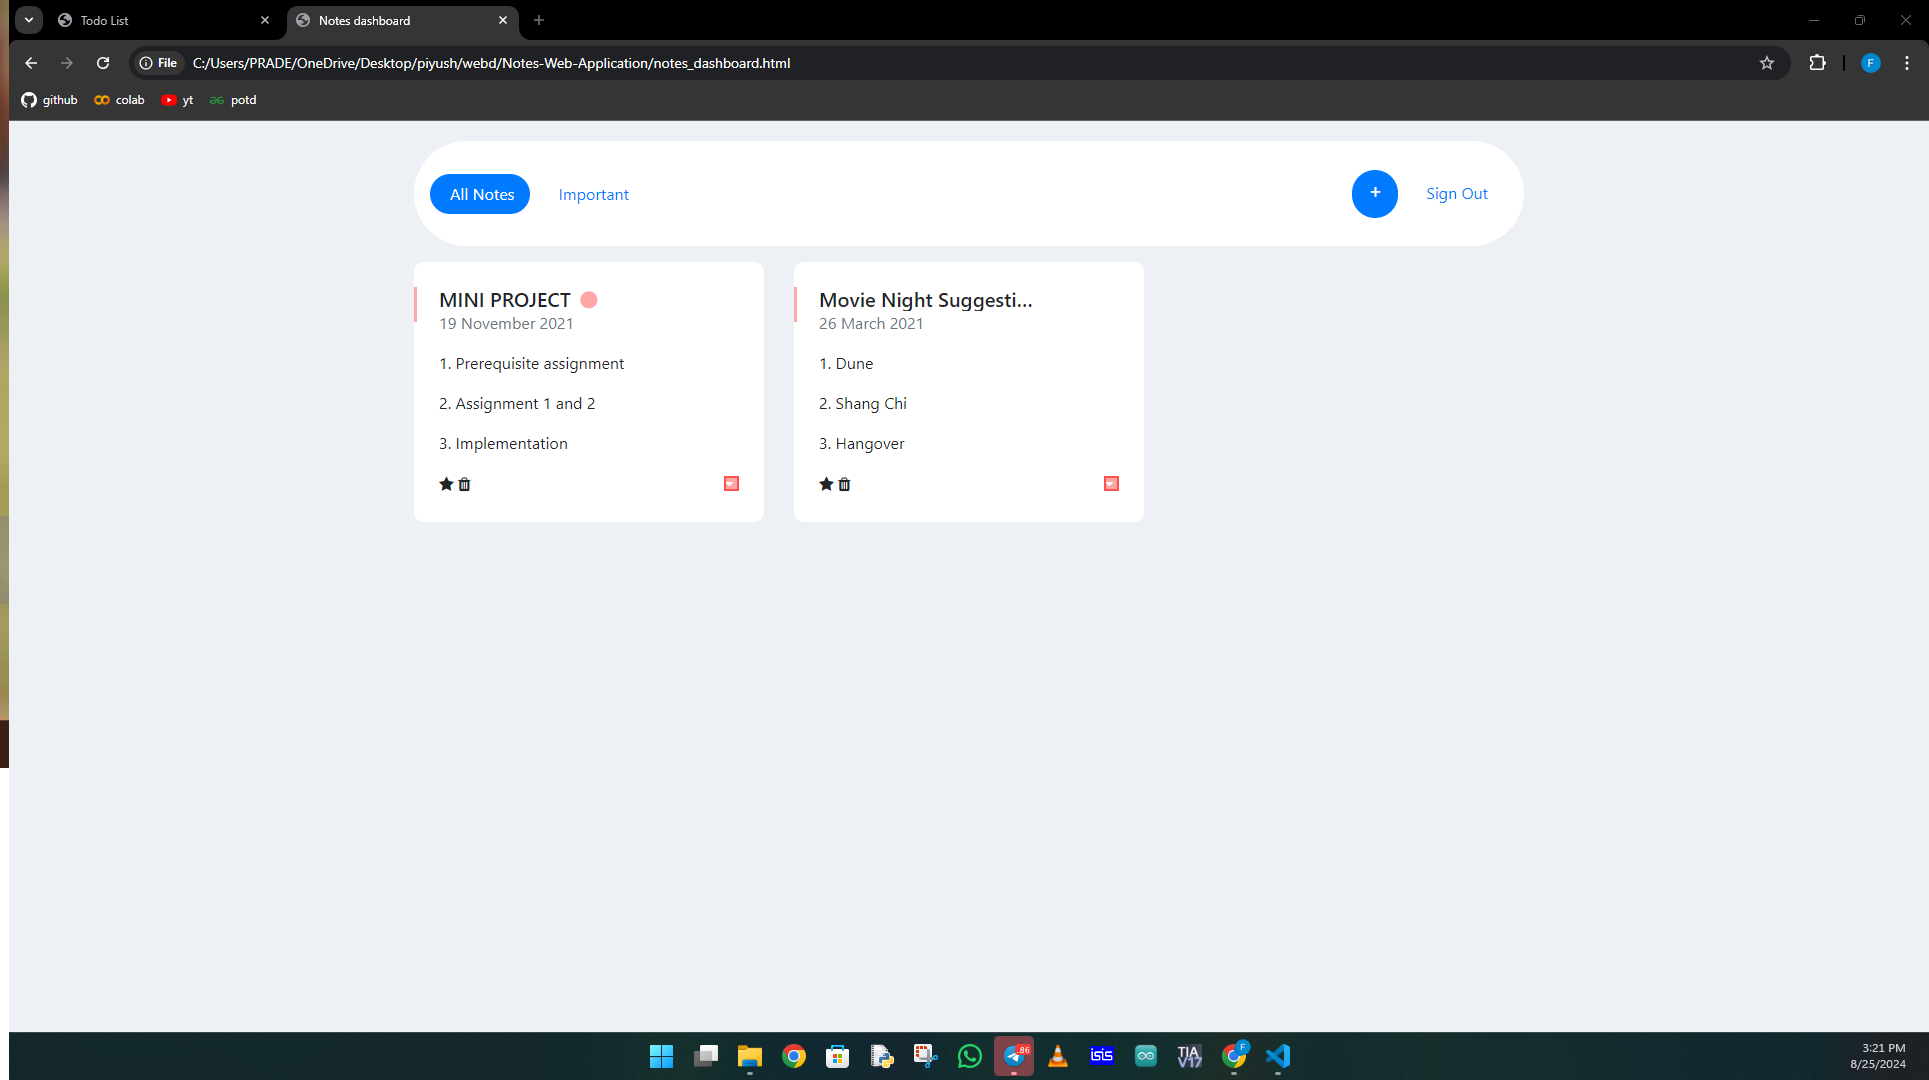 Todo List
Notes dashboard
File
C:/Users/PRADE/OneDrive/Desktop/piyush/webd/Notes-Web-Application/notes_dashboard.html
F
github
colab
yt
potd
All Notes
Important
+
Sign Out
MINI PROJECT
19 November 2021
1. Prerequisite assignment
2. Assignment 1 and 2
3. Implementation
Movie Night Suggesti...
26 March 2021
1. Dune
2. Shang Chi
3. Hangover
86
isis
TIA
V17
F
3:21 PM
8/25/2024